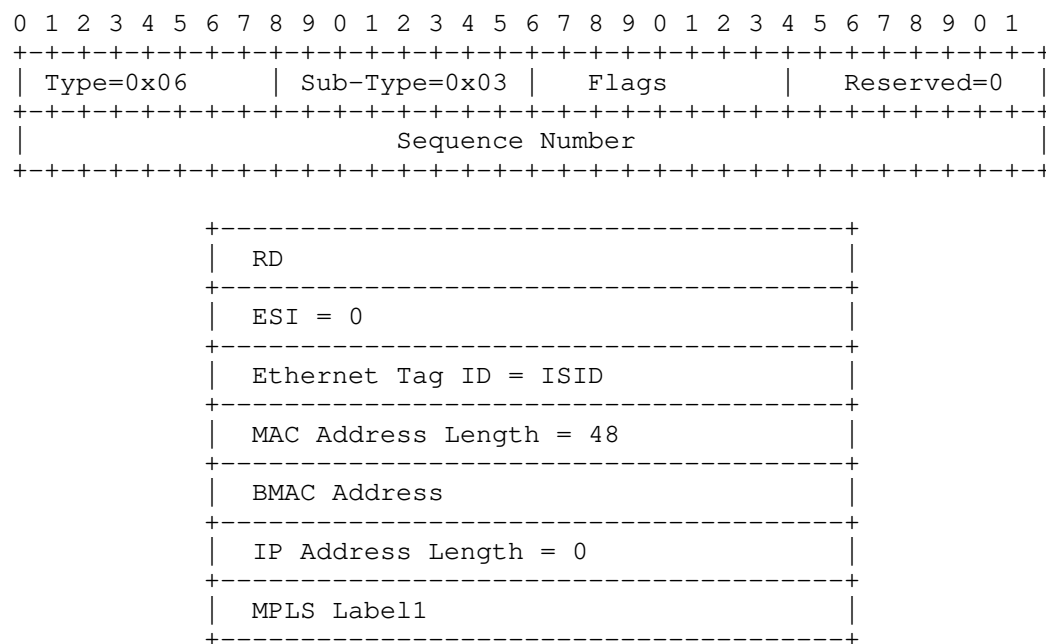 0 1 2 3 4 5 6 7 8 9 0 1 2 3 4 5 6 7 8 9 0 1 2 3 4 5 6 7 8 9 0 1
+-+-+-+-+-+-+-+-+-+-+-+-+-+-+-+-+-+-+-+-+-+-+-+-+-+-+-+-+-+-+-+-+
| Type=0x06 | Sub-Type=0x03 | Flags | Reserved=0 |
+-+-+-+-+-+-+-+-+-+-+-+-+-+-+-+-+-+-+-+-+-+-+-+-+-+-+-+-+-+-+-+-+
| Sequence Number |
+-+-+-+-+-+-+-+-+-+-+-+-+-+-+-+-+-+-+-+-+-+-+-+-+-+-+-+-+-+-+-+-+
+---------------------------------------+
| RD |
+---------------------------------------+
| ESI = 0 |
+---------------------------------------+
| Ethernet Tag ID = ISID |
+---------------------------------------+
| MAC Address Length = 48 |
+---------------------------------------+
| BMAC Address |
+---------------------------------------+
| IP Address Length = 0 |
+---------------------------------------+
| MPLS Label1 |
+---------------------------------------+